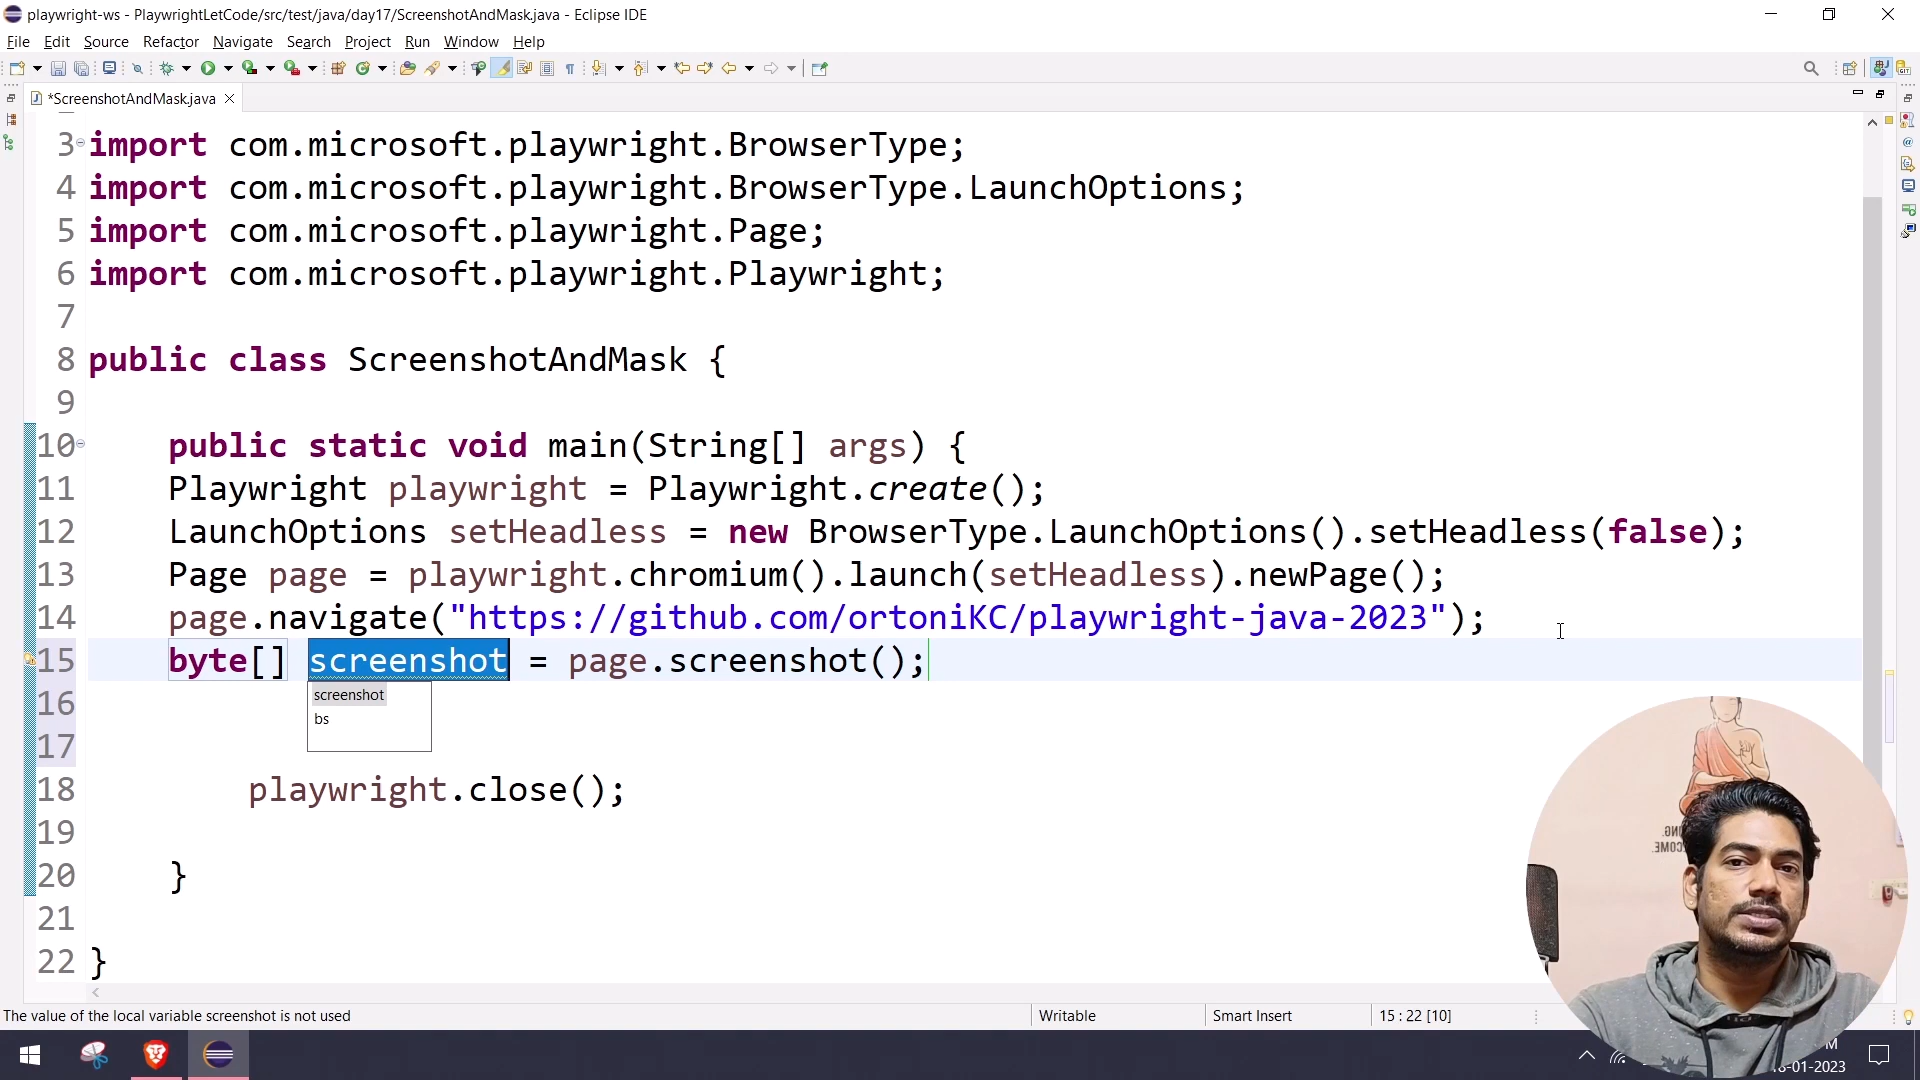 playwright-ws - PlaywrightLetCode/src/test/java/day17/ScreenshotAndMask.java - Eclipse IDE
File Edit Source Refactor Navigate Search Project Run Window Help
*ScreenshotAndMask.java
3 import com.microsoft.playwright.BrowserType;
4 import com.microsoft.playwright.BrowserType.LaunchOptions;
5 import com.microsoft.playwright.Page;
6 import com.microsoft.playwright.Playwright;
7
8 public class ScreenshotAndMask {
9
10 public static void main(String[] args) {
11 Playwright playwright = Playwright.create();
12 LaunchOptions setHeadless = new BrowserType.LaunchOptions().setHeadless(false);
13 Page page = playwright.chromium().launch(setHeadless).newPage();
14 page.navigate("https://github.com/ortoniKC/playwright-java-2023");
15 byte[] screenshot = page.screenshot();
screenshot
16
bs
17
18 playwright.close();
19
20 }
21
22 }
The value of the local variable screenshot is not used Writable Smart Insert 15 : 22 [10]
M
-01-2023